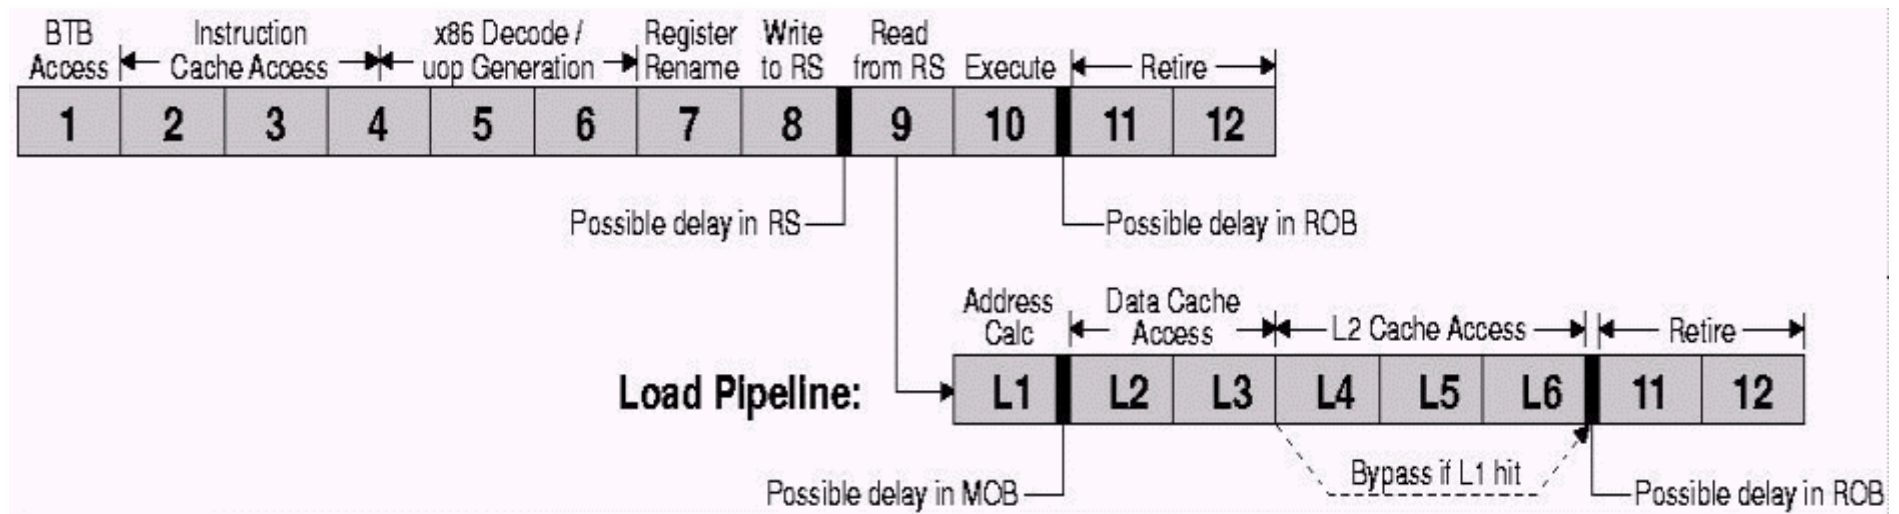 BTB Access
Instruction Cache Access
x86 Decode / uop Generation
Register Rename
Write to RS
Read from RS
Execute
Retire
1 2 3 4 5 6 7 8 9 10 11 12
Possible delay in RS
Possible delay in ROB
Address Calc
Data Cache Access
L2 Cache Access
Retire
Load Pipeline:
L1 L2 L3 L4 L5 L6 11 12
Bypass if L1 hit
Possible delay in MOB
Possible delay in ROB